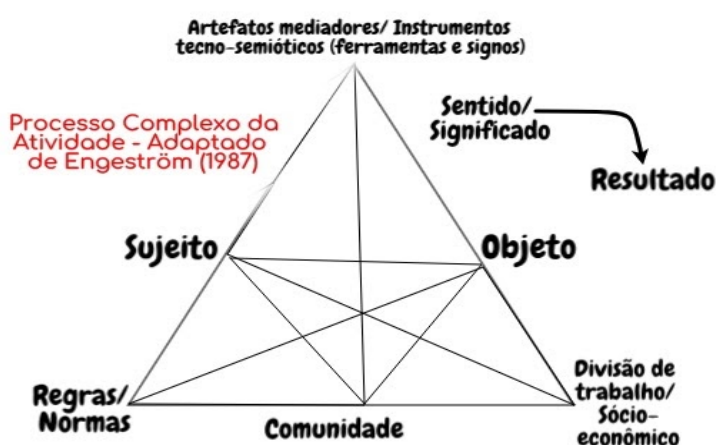 Artefatos mediadores/ Instrumentos
tecno-semióticos (ferramentas e signos)
Processo Complexo da
Atividade - Adaptado
de Engeström (1987)
Sentido/
Significado
Resultado
Sujeito
Objeto
Regras/
Normas
Comunidade
Divisão de
trabalho/
Sócio-
econômico